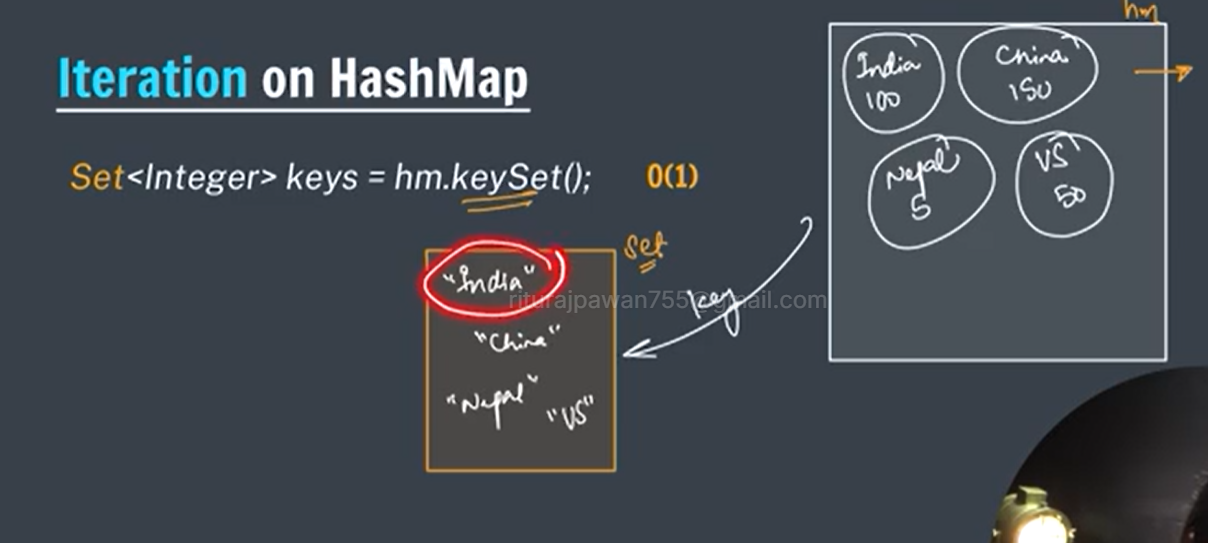 hm
Iteration on HashMap
India
100
China
150
Set<Integer> keys = hm.keySet(); O(1)
Nepal
5
US
50
set
"India"
riturajpawan755@gmail.com
key
"China"
"Nepal"
"US"